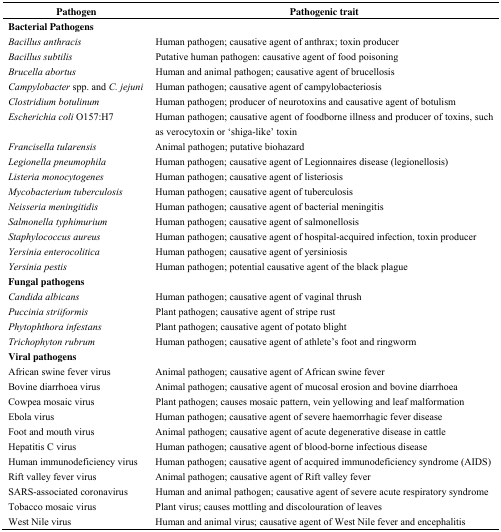 Pathogen Pathogenic trait
Bacterial Pathogens
Bacillus anthracis Human pathogen; causative agent of anthrax; toxin producer
Bacillus subtilis Putative human pathogen: causative agent of food poisoning
Brucella abortus Human and animal pathogen; causative agent of brucellosis
Campylobacter spp. and C. jejuni Human pathogen; causative agent of campylobacteriosis
Clostridium botulinum Human pathogen; producer of neurotoxins and causative agent of botulism
Escherichia coli O157:H7 Human pathogen; causative agent of foodborne illness and producer of toxins, such
as verocytoxin or ‘shiga-like’ toxin
Francisella tularensis Animal pathogen; putative biohazard
Legionella pneumophila Human pathogen; causative agent of Legionnaires disease (legionellosis)
Listeria monocytogenes Human pathogen; causative agent of listeriosis
Mycobacterium tuberculosis Human pathogen; causative agent of tuberculosis
Neisseria meningitidis Human pathogen; causative agent of bacterial meningitis
Salmonella typhimurium Human pathogen; causative agent of salmonellosis
Staphylococcus aureus Human pathogen; causative agent of hospital-acquired infection, toxin producer
Yersinia enterocolitica Human pathogen; causative agent of yersiniosis
Yersinia pestis Human pathogen; potential causative agent of the black plague
Fungal pathogens
Candida albicans Human pathogen; causative agent of vaginal thrush
Puccinia striiformis Plant pathogen; causative agent of stripe rust
Phytophthora infestans Plant pathogen; causative agent of potato blight
Trichophyton rubrum Human pathogen; causative agent of athlete’s foot and ringworm
Viral pathogens
African swine fever virus Animal pathogen; causative agent of African swine fever
Bovine diarrhoea virus Animal pathogen; causative agent of mucosal erosion and bovine diarrhoea
Cowpea mosaic virus Plant pathogen; causes mosaic pattern, vein yellowing and leaf malformation
Ebola virus Human pathogen; causative agent of severe haemorrhagic fever disease
Foot and mouth virus Animal pathogen; causative agent of acute degenerative disease in cattle
Hepatitis C virus Human pathogen; causative agent of blood-borne infectious disease
Human immunodeficiency virus Human pathogen; causative agent of acquired immunodeficiency syndrome (AIDS)
Rift valley fever virus Animal pathogen; causative agent of Rift valley fever
SARS-associated coronavirus Human and animal pathogen; causative agent of severe acute respiratory syndrome
Tobacco mosaic virus Plant virus; causes mottling and discolouration of leaves
West Nile virus Human and animal virus; causative agent of West Nile fever and encephalitis